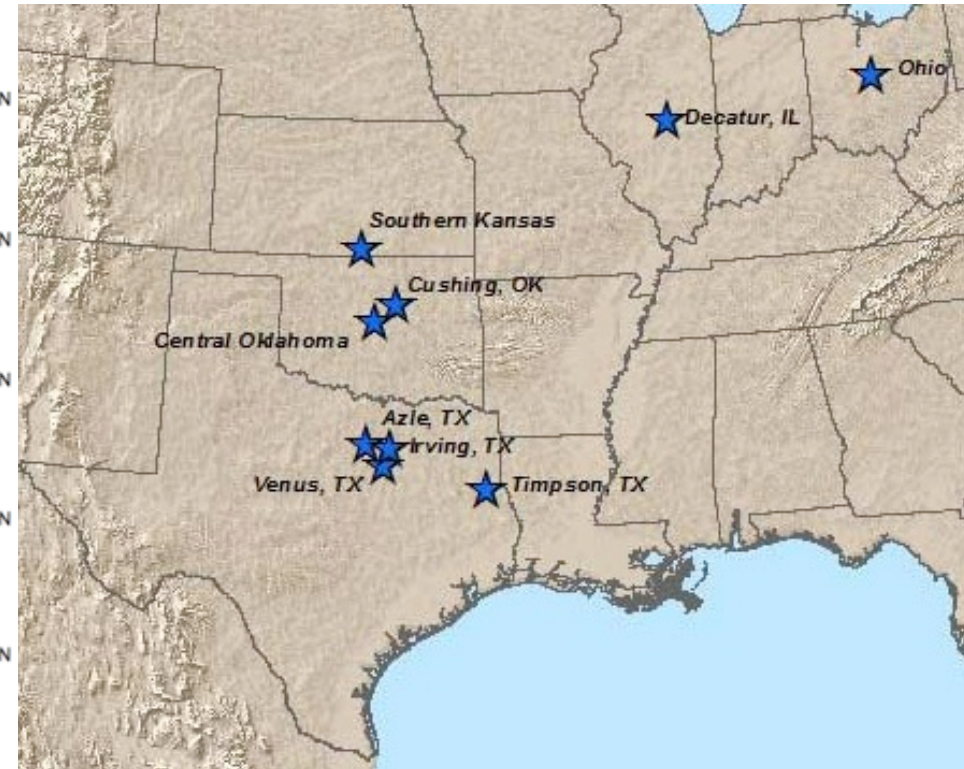 Ohio
N
Decatur, IL
Southern Kansas
N
Cushing, OK
Central Oklahoma
N
Azle, TX
Irving, TX
Venus, TX
Timpson, TX
N
N